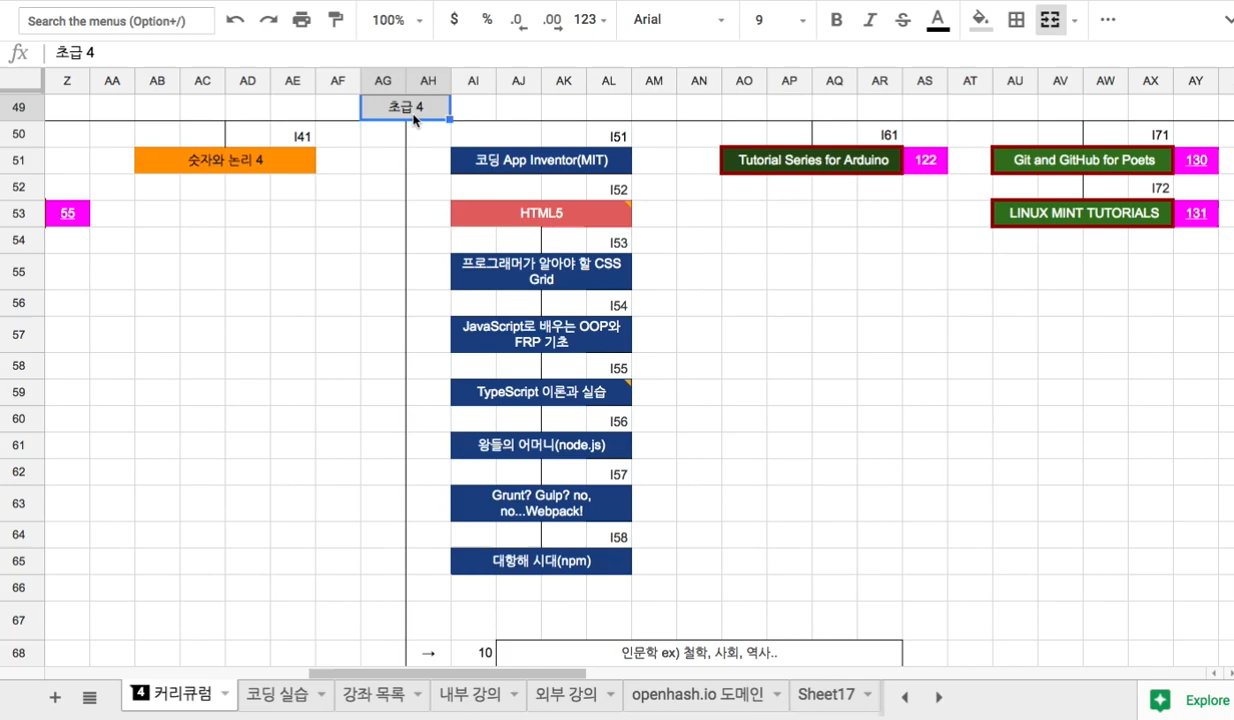 Search the menus (Option+/)
100%
$ % .0 .00 123
Arial
9
B I S A
fx 초급 4
Z AA AB AC AD AE AF AG AH AI AJ AK AL AM AN AO AP AQ AR AS AT AU AV AW AX AY
49 초급 4
50 I41 I51 I61 I71
51 숫자와 논리 4 코딩 App Inventor(MIT) Tutorial Series for Arduino 122 Git and GitHub for Poets 130
52 I52 I72
53 55 HTML5 LINUX MINT TUTORIALS 131
54 I53
55 프로그래머가 알아야 할 CSS
Grid
56 I54
57 JavaScript로 배우는 OOP와
FRP 기초
58 I55
59 TypeScript 이론과 실습
60 I56
61 왕들의 어머니(node.js)
62 I57
63 Grunt? Gulp? no,
no...Webpack!
64 I58
65 대항해 시대(npm)
66
67
68 → 10 인문학 ex) 철학, 사회, 역사..
+ 4 커리큐럼 코딩 실습 강좌 목록 내부 강의 외부 강의 openhash.io 도메인 Sheet17 Explore